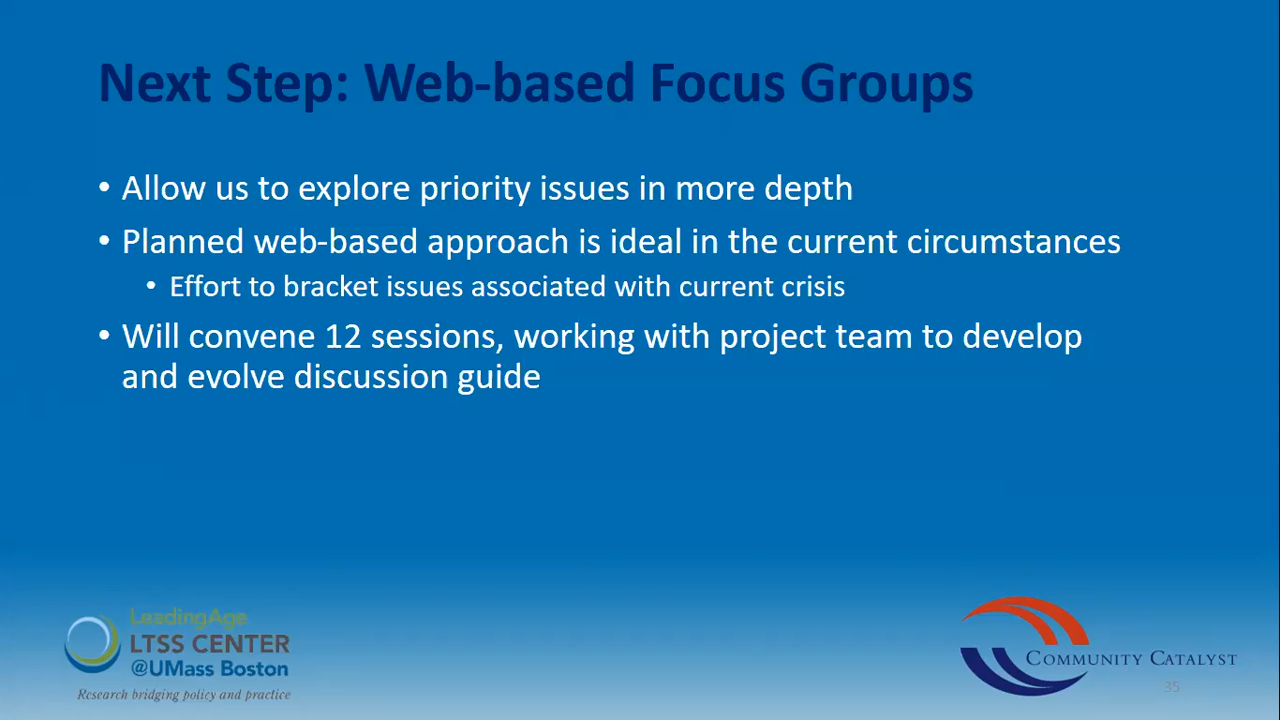 Next Step: Web-based Focus Groups
• Allow us to explore priority issues in more depth
• Planned web-based approach is ideal in the current circumstances
• Effort to bracket issues associated with current crisis
• Will convene 12 sessions, working with project team to develop
and evolve discussion guide
LeadingAge
LTSS CENTER
@UMass Boston
Research bridging policy and practice
COMMUNITY CATALYST
35